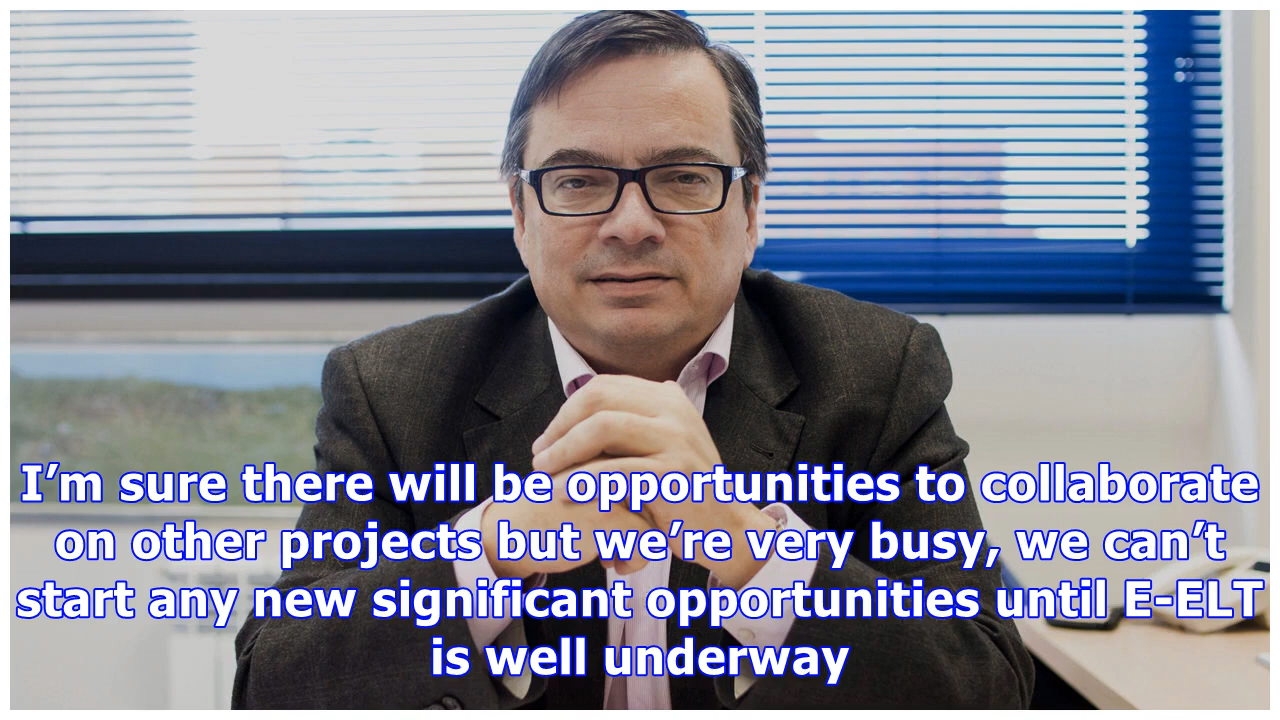 I’m sure there will be opportunities to collaborate
on other projects but we’re very busy, we can’t
start any new significant opportunities until E-ELT
is well underway